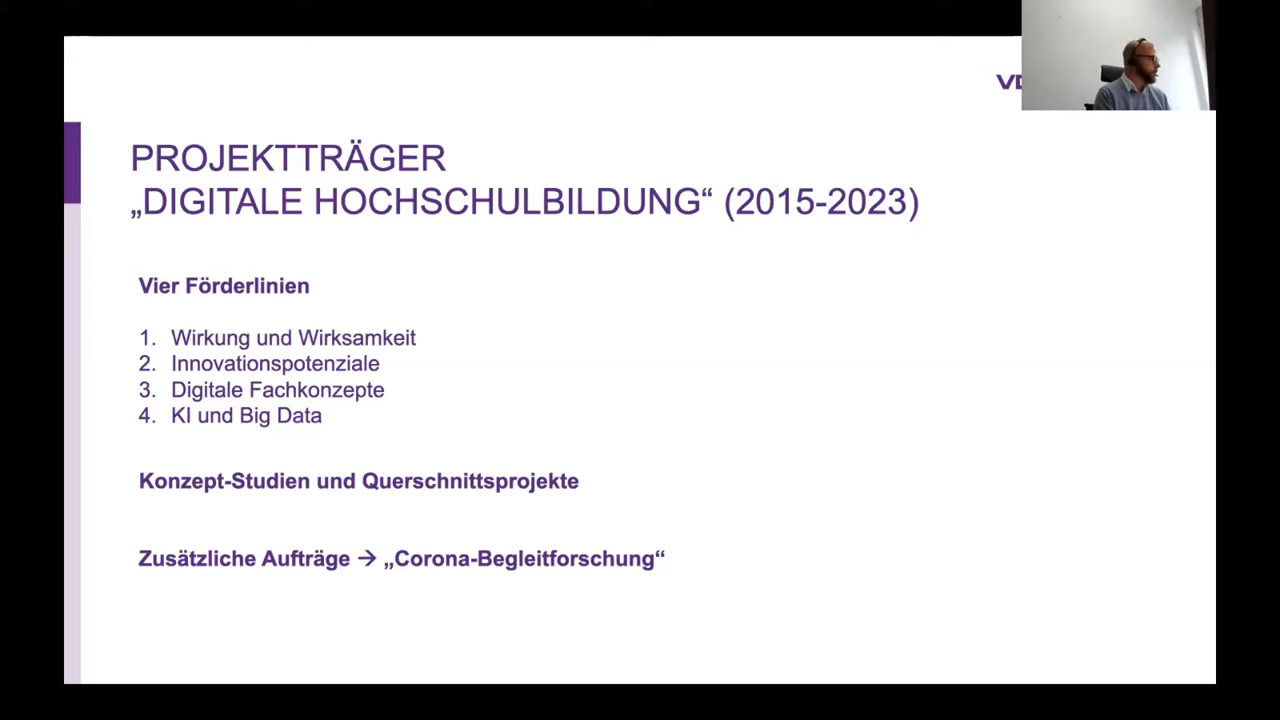 PROJEKTTRÄGER
„DIGITALE HOCHSCHULBILDUNG“ (2015-2023)
Vier Förderlinien
1. Wirkung und Wirksamkeit
2. Innovationspotenziale
3. Digitale Fachkonzepte
4. KI und Big Data
Konzept-Studien und Querschnittsprojekte
Zusätzliche Aufträge → „Corona-Begleitforschung“